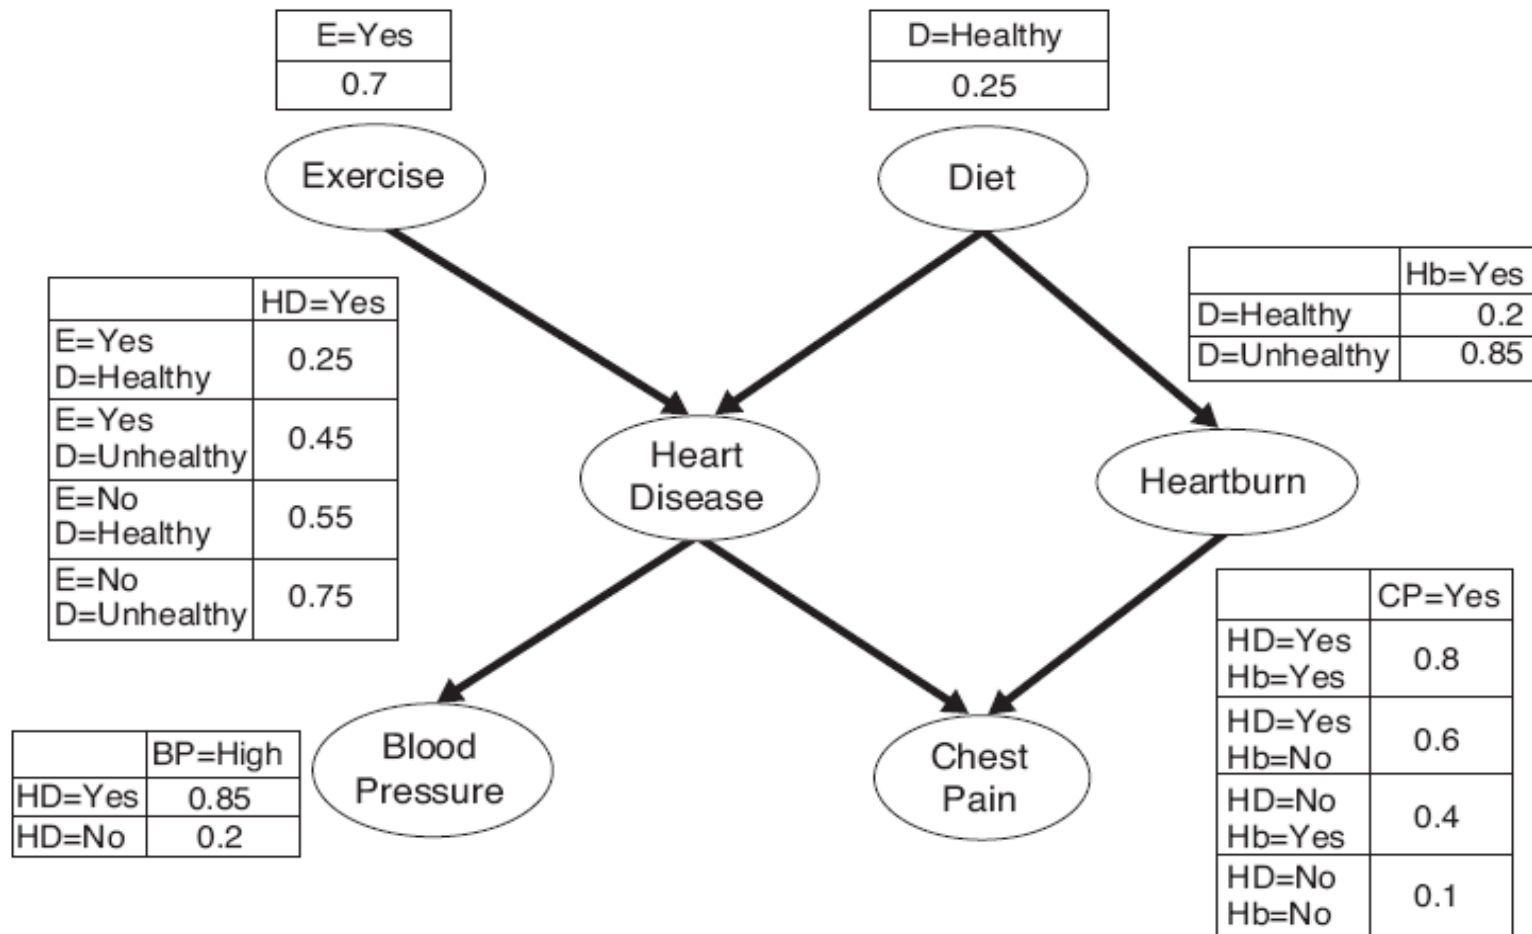 E=Yes
0.7
D=Healthy
0.25
Exercise
Diet
HD=Yes
E=Yes
D=Healthy
0.25
E=Yes
D=Unhealthy
0.45
E=No
D=Healthy
0.55
E=No
D=Unhealthy
0.75
Hb=Yes
D=Healthy 0.2
D=Unhealthy 0.85
Heart
Disease
Heartburn
BP=High
HD=Yes 0.85
HD=No 0.2
Blood
Pressure
Chest
Pain
CP=Yes
HD=Yes
Hb=Yes
0.8
HD=Yes
Hb=No
0.6
HD=No
Hb=Yes
0.4
HD=No
Hb=No
0.1